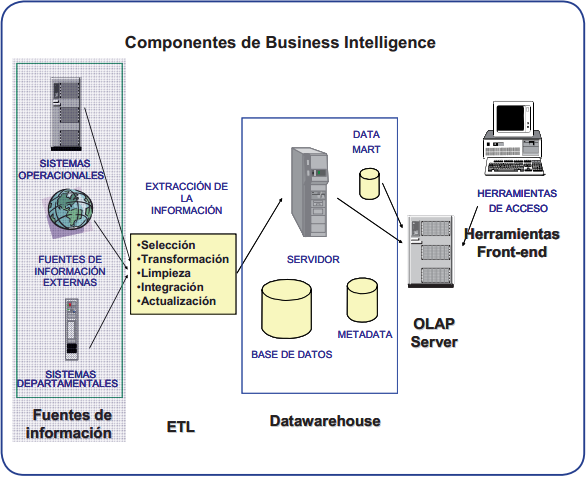 Componentes de Business Intelligence
SISTEMAS
OPERACIONALES
FUENTES DE
INFORMACIÓN
EXTERNAS
SISTEMAS
DEPARTAMENTALES
Fuentes de
información
EXTRACCIÓN DE
LA
INFORMACIÓN
•Selección
•Transformación
•Limpieza
•Integración
•Actualización
ETL
DATA
MART
SERVIDOR
BASE DE DATOS
METADATA
Datawarehouse
OLAP
Server
HERRAMIENTAS
DE ACCESO
Herramientas
Front-end